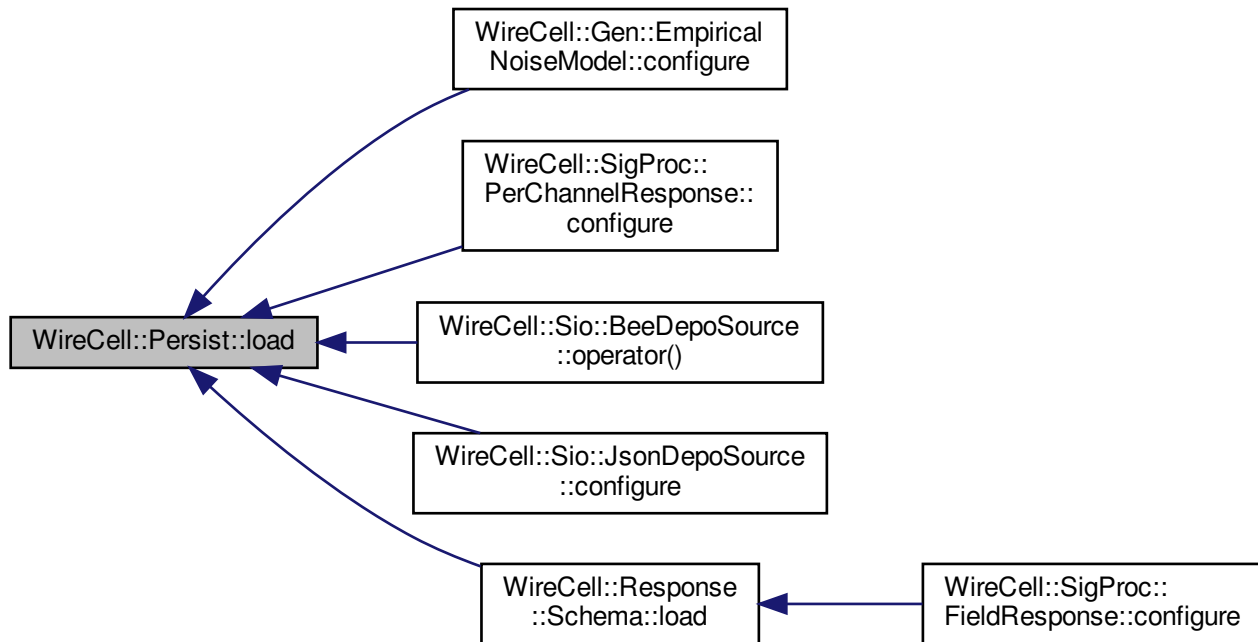 WireCell::Gen::Empirical
NoiseModel::configure
WireCell::SigProc::
PerChannelResponse::
configure
WireCell::Persist::load
WireCell::Sio::BeeDepoSource
::operator()
WireCell::Sio::JsonDepoSource
::configure
WireCell::Response
::Schema::load
WireCell::SigProc::
FieldResponse::configure